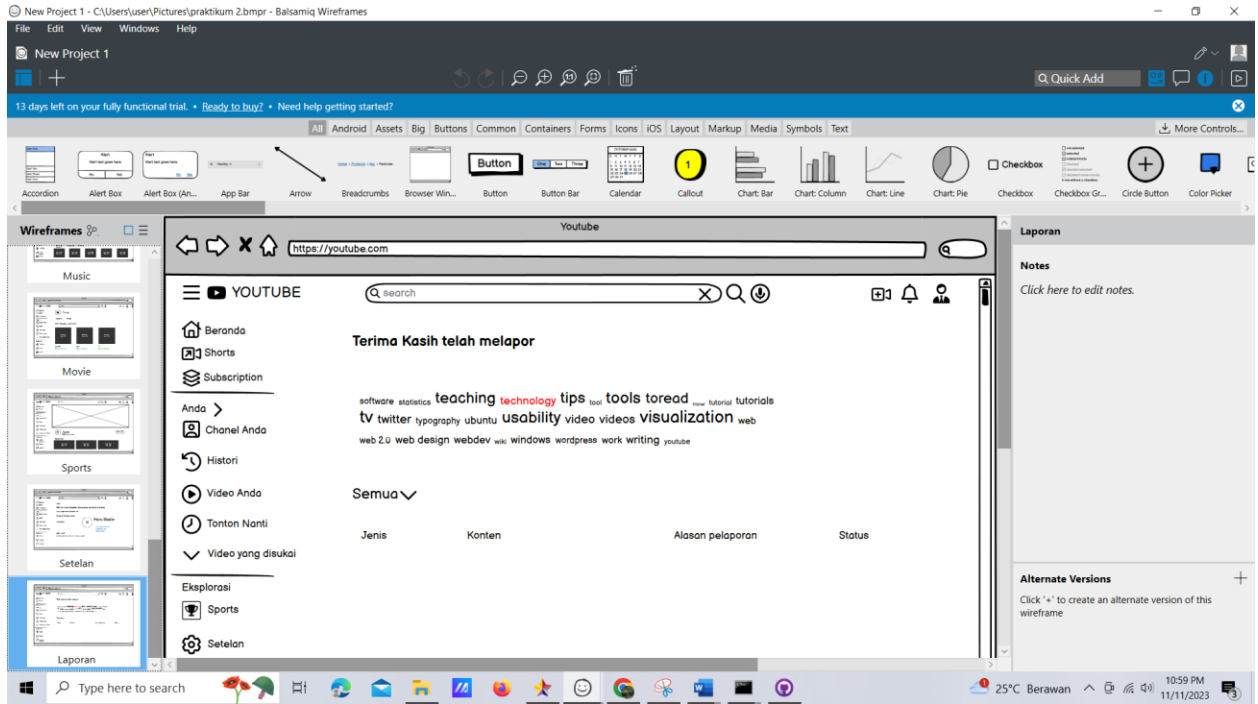 New Project 1 - C:\Users\user\Pictures\praktikum 2.bmpr - Balsamiq Wireframes
File Edit View Windows Help
New Project 1
Quick Add
13 days left on your fully functional trial. • Ready to buy? • Need help getting started?
All Android Assets Big Buttons Common Containers Forms Icons iOS Layout Markup Media Symbols Text
More Controls...
Button
One Two Three
1
Checkbox
Accordion Alert Box Alert Box (An... App Bar Arrow Breadcrumbs Browser Win... Button Button Bar Calendar Callout Chart: Bar Chart: Column Chart: Line Chart: Pie Checkbox Checkbox Gr... Circle Button Color Picker
Wireframes
Music
Movie
Sports
Setelan
Laporan
Youtube
https://youtube.com
YOUTUBE
search
Beranda
Shorts
Subscription
Anda
Chanel Anda
Histori
Video Anda
Tonton Nanti
Video yang disukai
Eksplorasi
Sports
Setelan
Terima Kasih telah melapor
software statistics teaching technology tips tool tools toread tutorial tutorials
tv twitter typography ubuntu usability video videos visualization web
web 2.0 web design webdev wiki windows wordpress work writing youtube
Semua
Jenis Konten Alasan pelaporan Status
Laporan
Notes
Click here to edit notes.
Alternate Versions
Click '+' to create an alternate version of this
wireframe
Type here to search
25°C Berawan
10:59 PM
11/11/2023
3